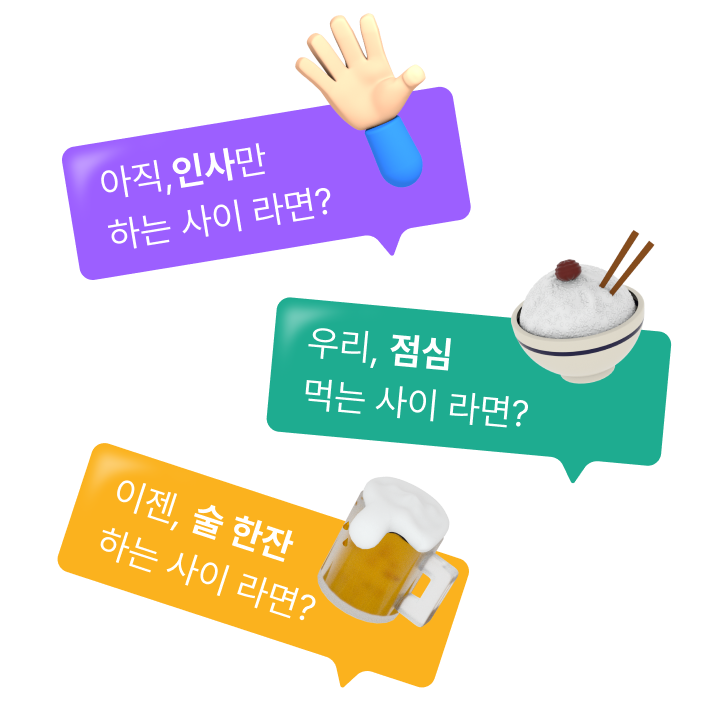 아직,인사만
하는 사이 라면?
우리, 점심
먹는 사이 라면?
이젠, 술 한잔
하는 사이 라면?